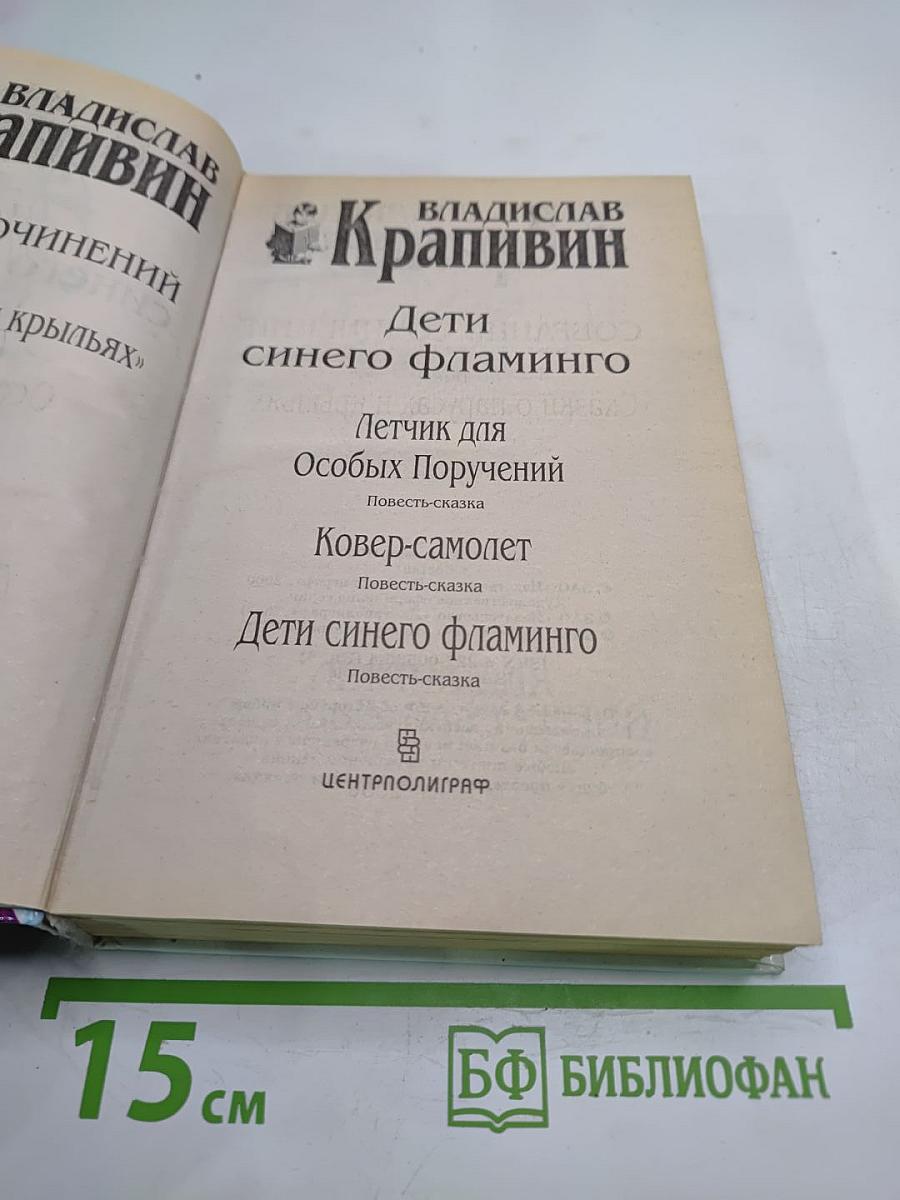 ВЛАДИСЛАВ
апивин
ОЧИНЕНИЙ
крыльях»
ВЛАДИСЛАВ
Крапивин
Дети
синего фламинго
Летчик для
Особых Поручений
Повесть-сказка
Ковер-самолет
Повесть-сказка
Дети синего фламинго
Повесть-сказка
ЦЕНТРПОЛИГРАФ
15 см
БФ БИБЛИОФАН